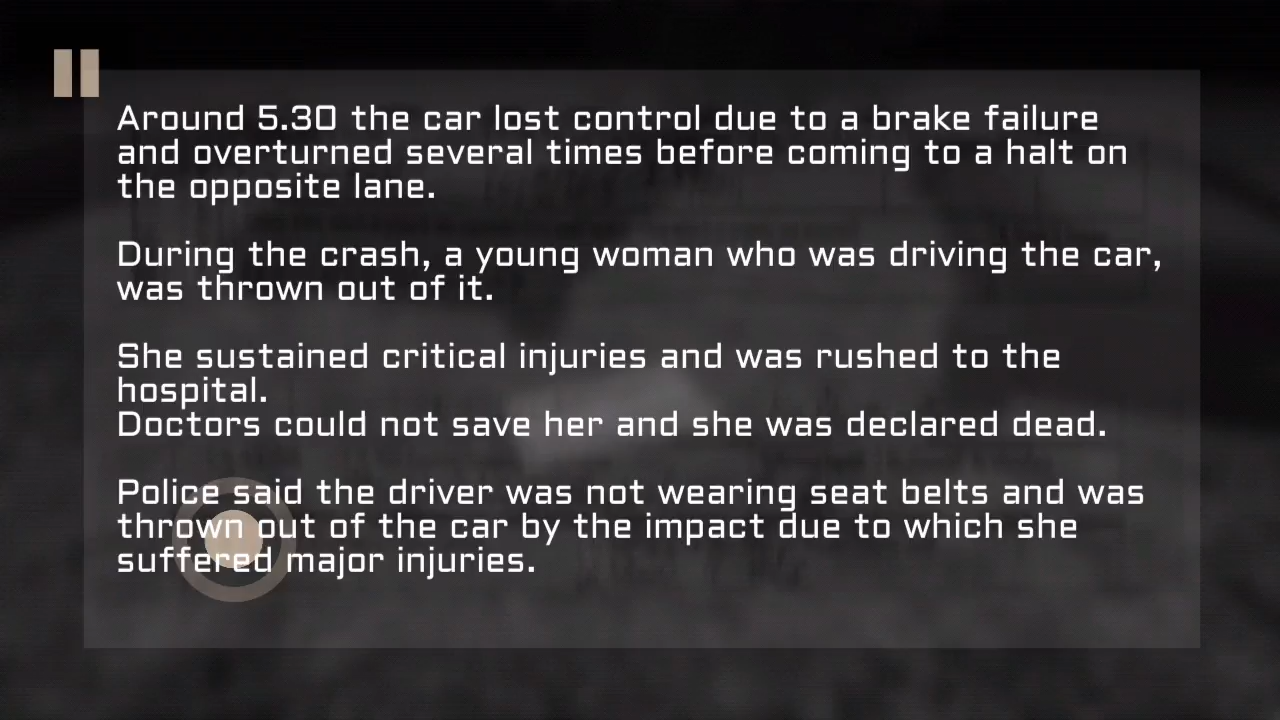 Around 5.30 the car lost control due to a brake failure
and overturned several times before coming to a halt on
the opposite lane.
During the crash, a young woman who was driving the car,
was thrown out of it.
She sustained critical injuries and was rushed to the
hospital.
Doctors could not save her and she was declared dead.
Police said the driver was not wearing seat belts and was
thrown out of the car by the impact due to which she
suffered major injuries.